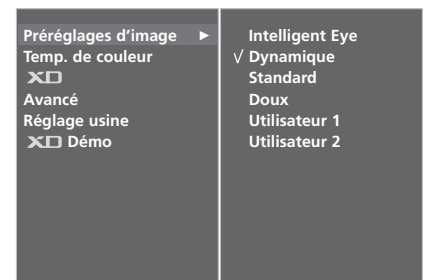 Préréglages d'image ►
Temp. de couleur
XD
Avancé
Réglage usine
XD Démo
Intelligent Eye
√ Dynamique
Standard
Doux
Utilisateur 1
Utilisateur 2